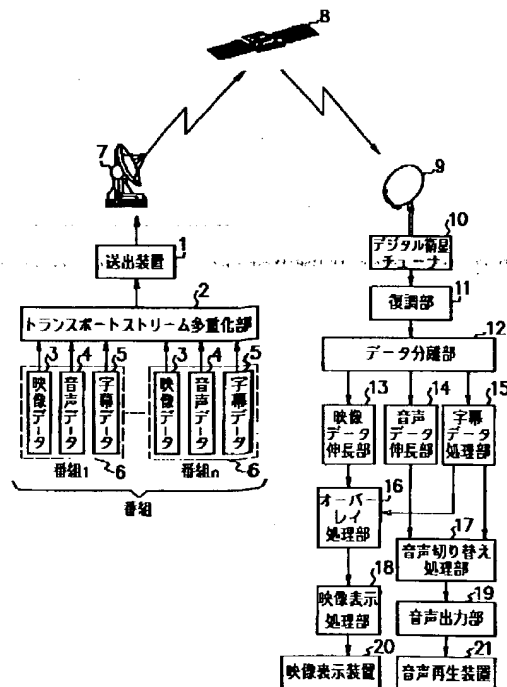 8
7
9
10
デジタル衛星
チューナ
1
送出装置
11
復調部
2
トランスポートストリーム多重化部
12
データ分離部
3
4
5
3
4
5
映像データ
音声データ
字幕データ
映像データ
音声データ
字幕データ
番組1
6
番組n
6
番組
13
14
15
映像
データ
伸長部
音声
データ
伸長部
字幕
データ
処理部
16
オーバー
レイ
処理部
17
音声切り替え
処理部
18
映像表示
処理部
19
音声出力部
20
映像表示装置
21
音声再生装置